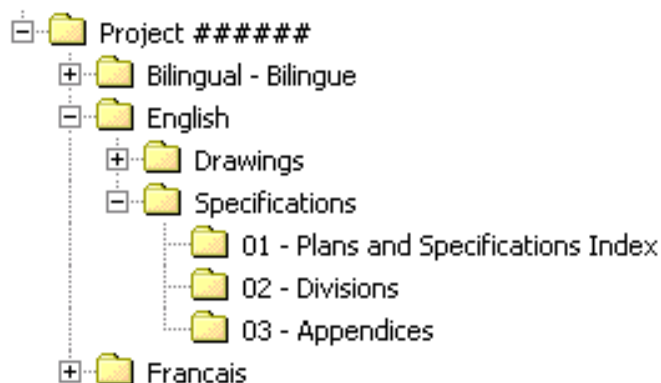 Project ######
Bilingual - Bilingue
English
Drawings
Specifications
01 - Plans and Specifications Index
02 - Divisions
03 - Appendices
Francais